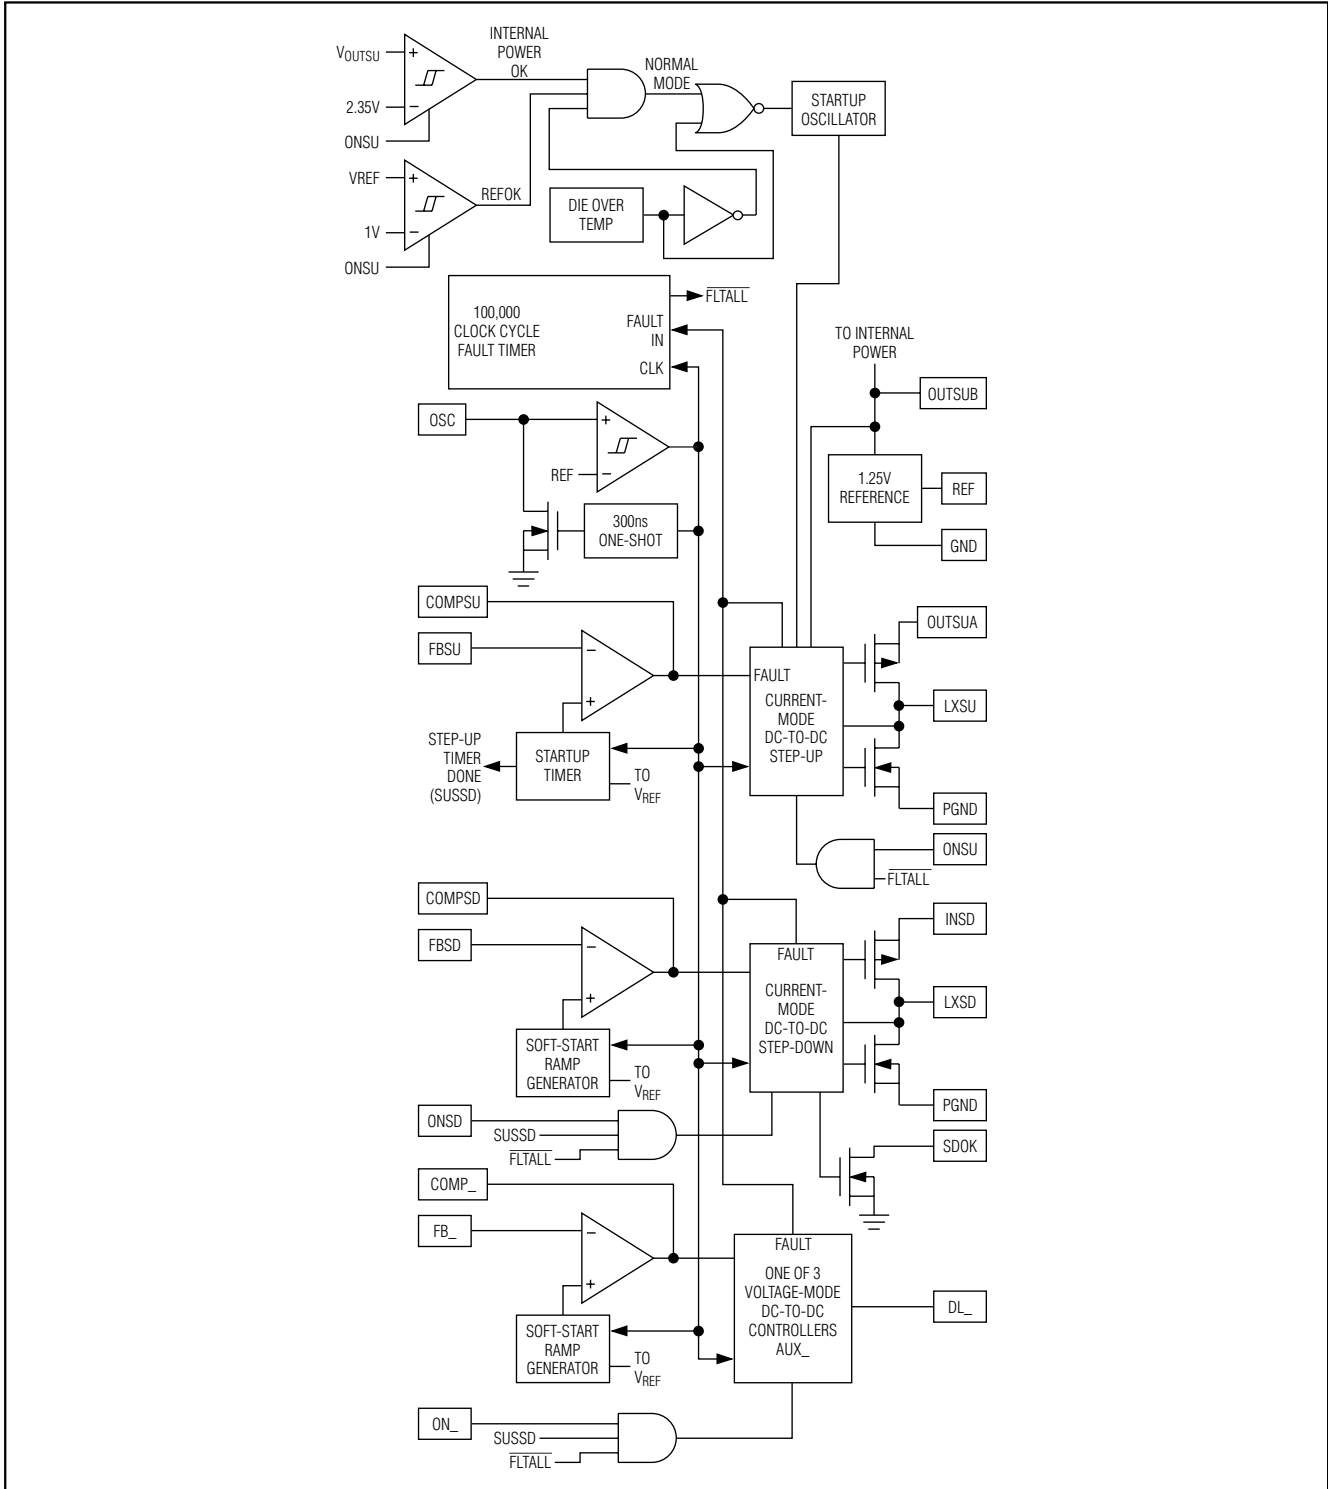 V_OUTSU
2.35V
ONSU
INTERNAL
POWER
OK
NORMAL
MODE
STARTUP
OSCILLATOR
VREF
1V
ONSU
REFOK
DIE OVER
TEMP
100,000
CLOCK CYCLE
FAULT TIMER
FLTALL
FAULT
IN
CLK
TO INTERNAL
POWER
OUTSUB
OSC
REF
1.25V
REFERENCE
REF
300ns
ONE-SHOT
GND
COMPSU
FBSU
OUTSUA
FAULT
CURRENT-
MODE
DC-TO-DC
STEP-UP
LXSU
STEP-UP
TIMER
DONE
(SUSSD)
STARTUP
TIMER
TO
V_REF
PGND
ONSU
FLTALL
COMPSD
FBSD
INSD
FAULT
CURRENT-
MODE
DC-TO-DC
STEP-DOWN
LXSD
SOFT-START
RAMP
GENERATOR
TO
V_REF
PGND
ONSD
SUSSD
FLTALL
SDOK
COMP_
FB_
FAULT
ONE OF 3
VOLTAGE-MODE
DC-TO-DC
CONTROLLERS
AUX_
DL_
SOFT-START
RAMP
GENERATOR
TO
V_REF
ON_
SUSSD
FLTALL